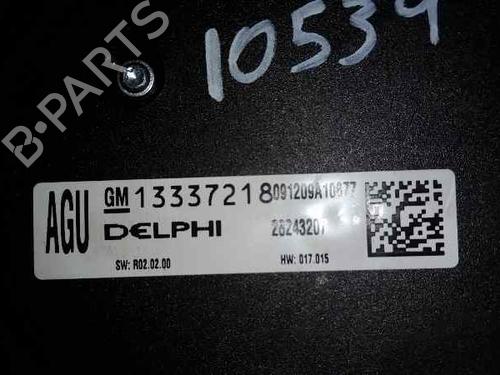 10539
B-PARTS
AGU GM 13337218 091209A10877
DELPHI 28243207
SW: R02.02.00 HW: 017.015